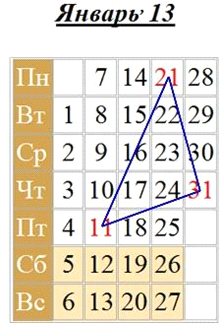 Январь 13
Пн 7 14 21 28
Вт 1 8 15 22 29
Ср 2 9 16 23 30
Чт 3 10 17 24 31
Пт 4 11 18 25
Сб 5 12 19 26
Вс 6 13 20 27